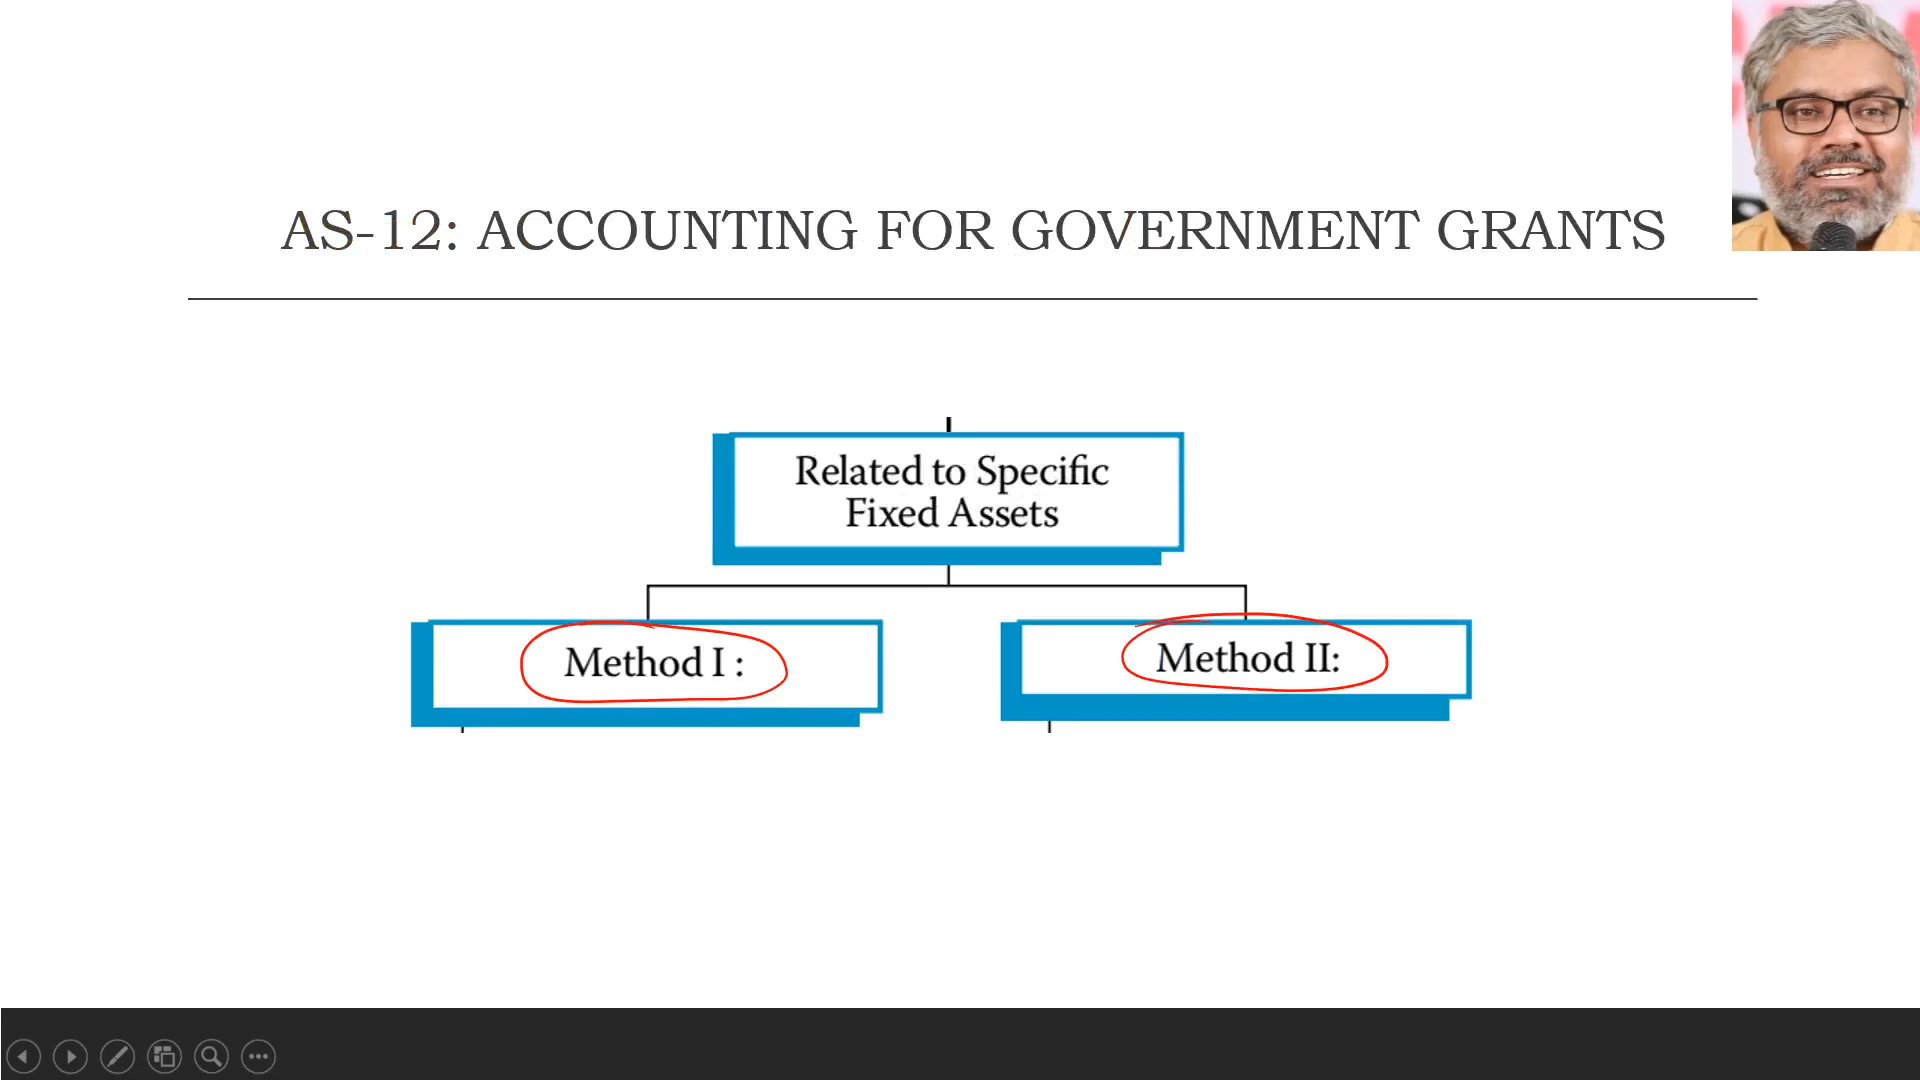 AS-12: ACCOUNTING FOR GOVERNMENT GRANTS
Related to Specific
Fixed Assets
Method I :
Method II: